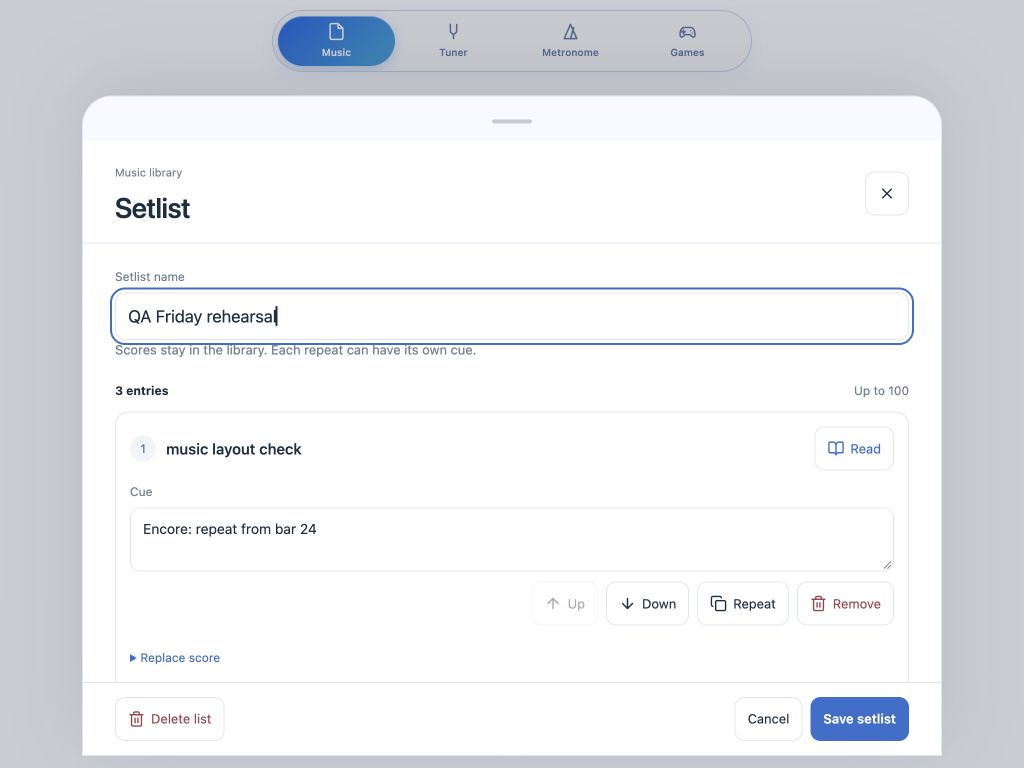 Music
Tuner
Metronome
Games
Music library
Setlist
Setlist name
QA Friday rehearsal
Scores stay in the library. Each repeat can have its own cue.
3 entries
Up to 100
1
music layout check
Read
Cue
Encore: repeat from bar 24
Up
Down
Repeat
Remove
Replace score
Delete list
Cancel
Save setlist